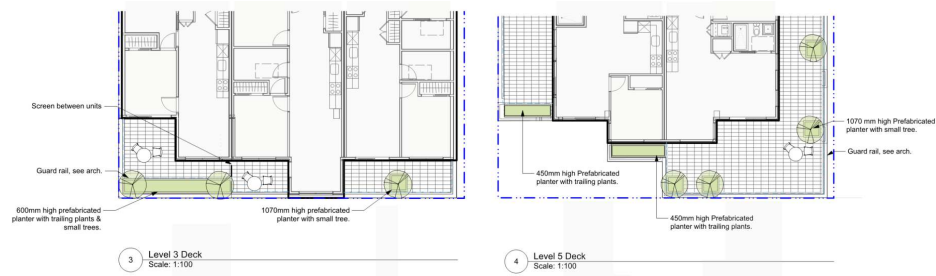 Screen between units
Guard rail, see arch.
600mm high prefabricated
planter with trailing plants &
small trees.
1070mm high prefabricated
planter with small tree.
3
Level 3 Deck
Scale: 1:100
1070 mm high Prefabricated
planter with small tree.
Guard rail, see arch.
450mm high Prefabricated
planter with trailing plants.
450mm high Prefabricated
planter with trailing plants.
4
Level 5 Deck
Scale: 1:100